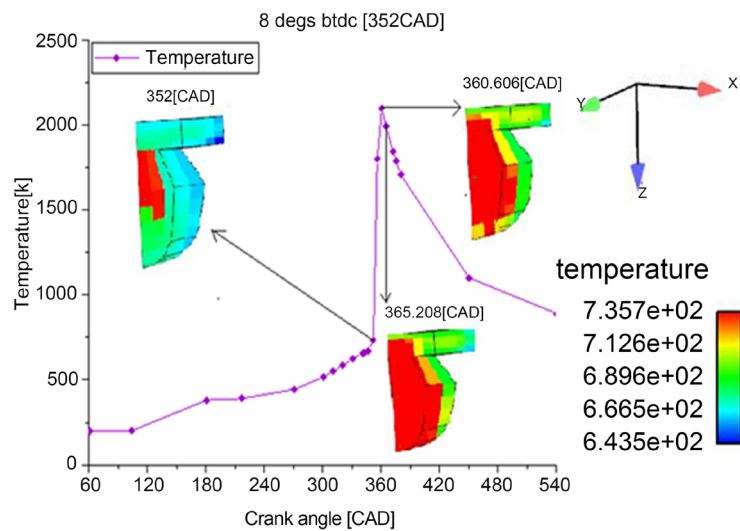 8 degs btdc [352CAD]
2500
2000
1500
1000
500
0
Temperature[k]
Temperature
352[CAD]
360.606[CAD]
365.208[CAD]
X
Y
Z
temperature
7.357e+02
7.126e+02
6.896e+02
6.665e+02
6.435e+02
60 120 180 240 300 360 420 480 540
Crank angle [CAD]